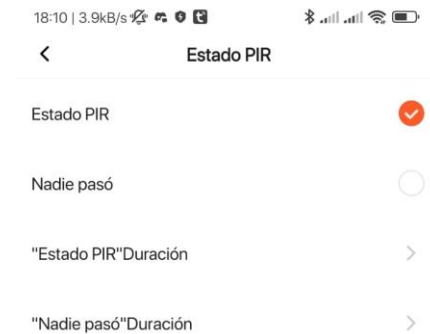 18:10 | 3.9kB/s
Estado PIR
Estado PIR
Nadie pasó
"Estado PIR"Duración
"Nadie pasó"Duración